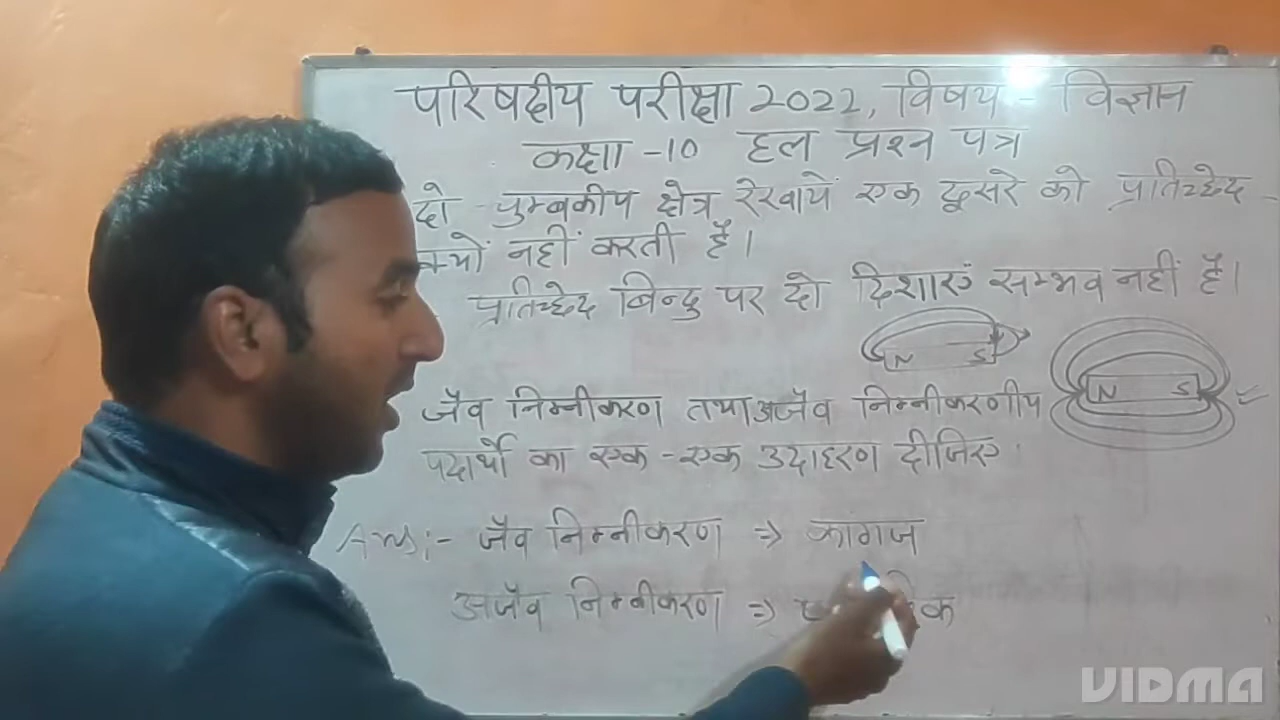 परिषदीय परीक्षा 2022, विषय - विज्ञान
कक्षा -10 हल प्रश्न पत्र
दो चुम्बकीय क्षेत्र रेखायें एक दूसरे को प्रतिच्छेद
क्यों नहीं करती हैं।
प्रतिच्छेद बिन्दु पर दो दिशाएं सम्भव नहीं हैं।
N S
N S
जैव निम्नीकरण तथा अजैव निम्नीकरणीय
पदार्थों का एक-एक उदाहरण दीजिए
Ans:- जैव निम्नीकरण => कागज
अजैव निम्नीकरण =>
VIDMA